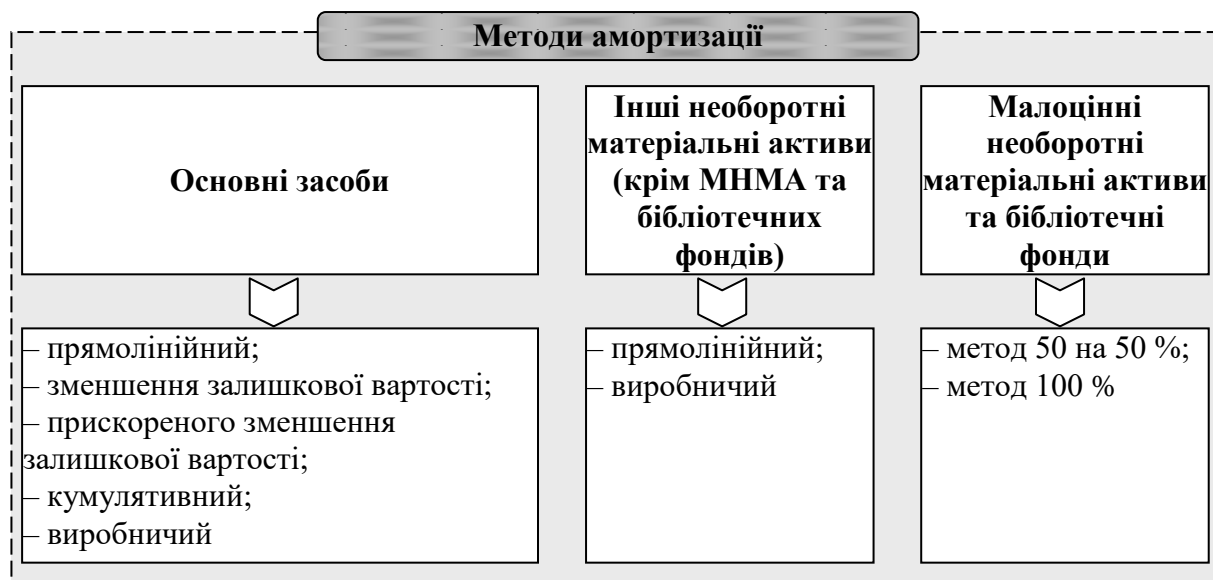 Методи амортизації
Основні засоби
Інші необоротні
матеріальні активи
(крім МНМА та
бібліотечних
фондів)
Малоцінні
необоротні
матеріальні активи
та бібліотечні
фонди
– прямолінійний;
– зменшення залишкової вартості;
– прискореного зменшення
залишкової вартості;
– кумулятивний;
– виробничий
– прямолінійний;
– виробничий
– метод 50 на 50 %;
– метод 100 %